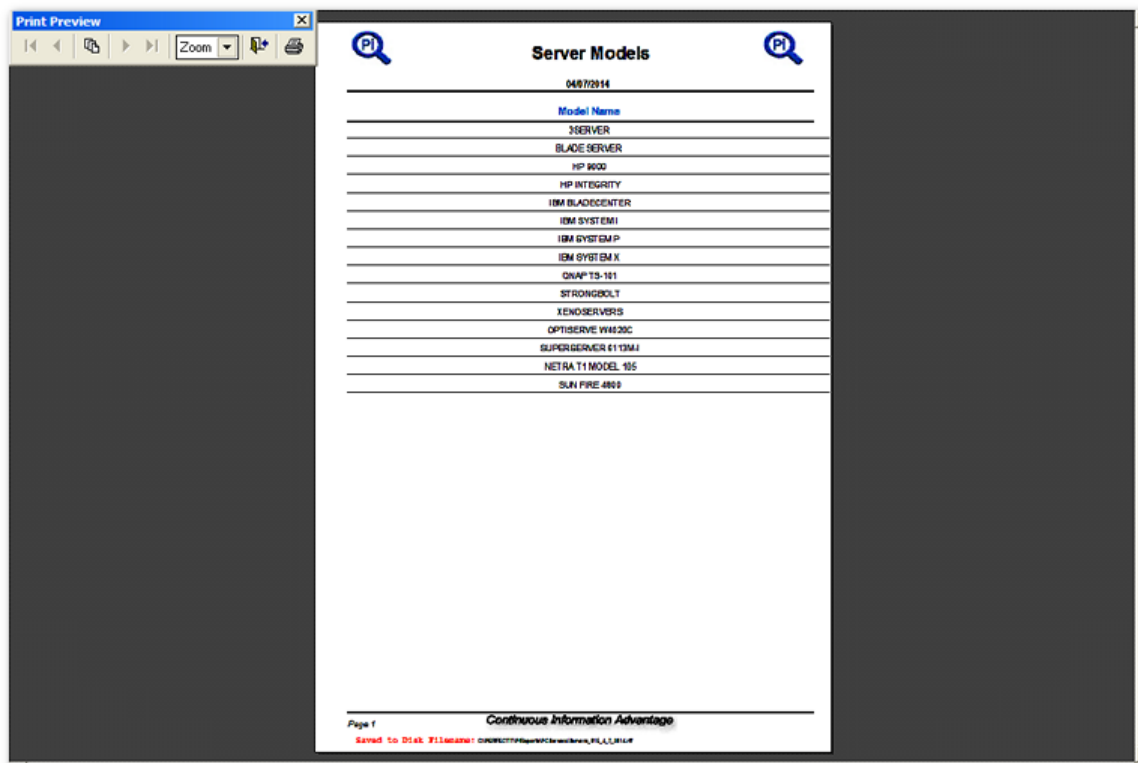 Print Preview
Zoom
PI
Server Models
PI
04/07/2014
Model Name
3SERVER
BLADE SERVER
HP 9000
HP INTEGRITY
IBM BLADECENTER
IBM SYSTEM I
IBM SYSTEM P
IBM SYSTEM X
QNAP TS-101
STRONGBOLT
XENOSERVERS
OPTISERVE W4020C
SUPERSERVER 6113M-I
NETRA T1 MODEL 105
SUN FIRE 4800
Page 1
Continuous Information Advantage
Saved to Disk Filename: